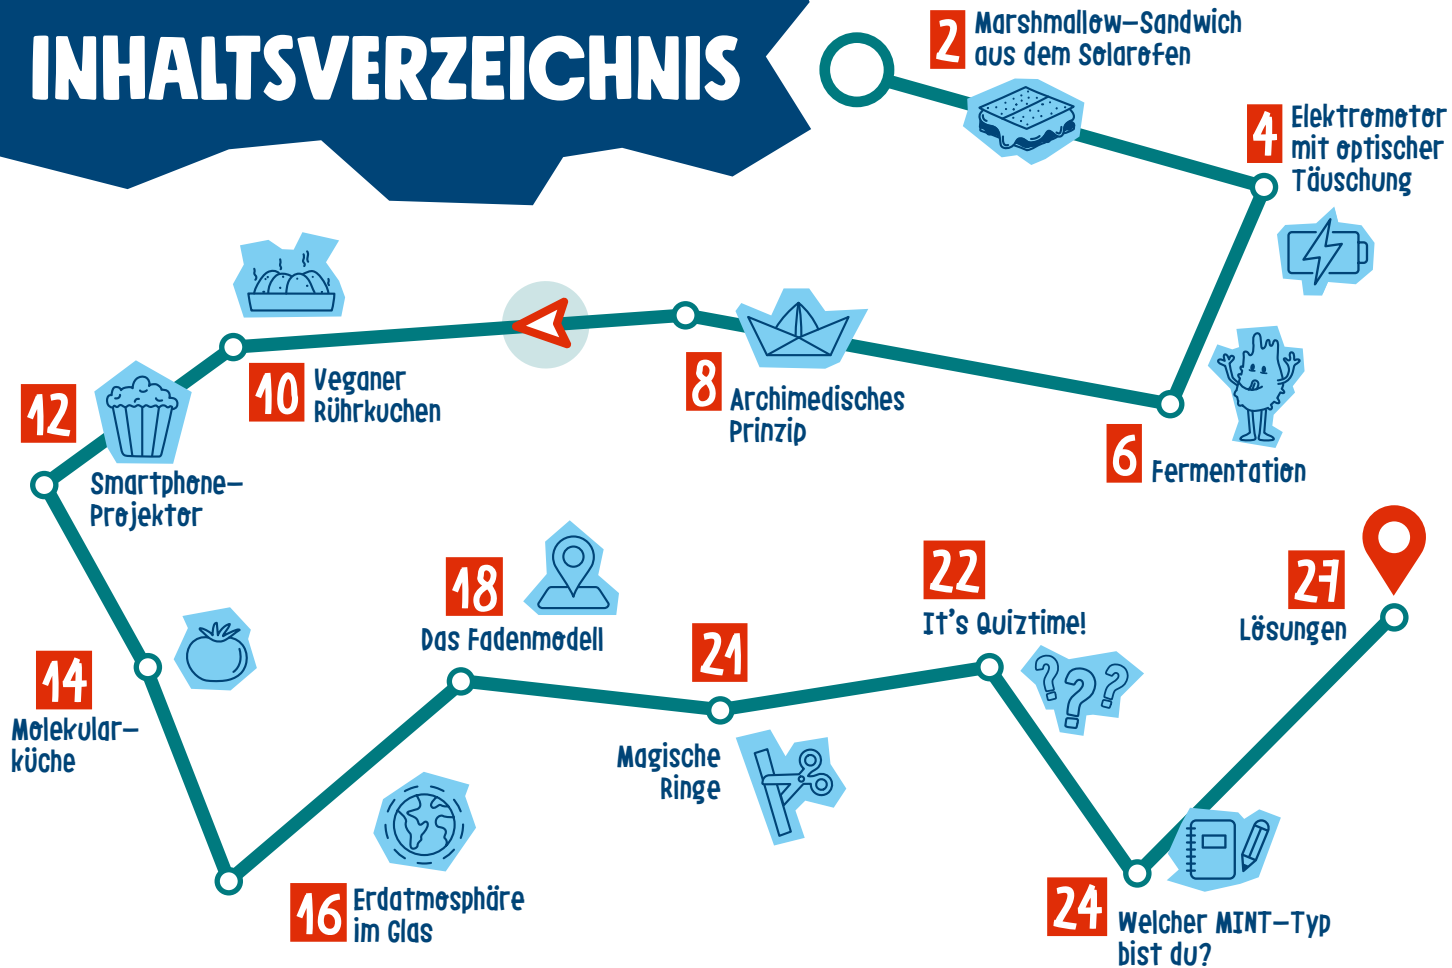 INHALTSVERZEICHNIS
2
Marshmallow-Sandwich
aus dem Solarofen
4
Elektromotor
mit optischer
Täuschung
6
Fermentation
8
Archimedisches
Prinzip
10
Veganer
Rührkuchen
12
Smartphone-
Projektor
14
Molekular-
küche
16
Erdatmosphäre
im Glas
18
Das Fadenmodell
21
Magische
Ringe
22
It's Quiztime!
???
24
Welcher MINT-Typ
bist du?
27
Lösungen